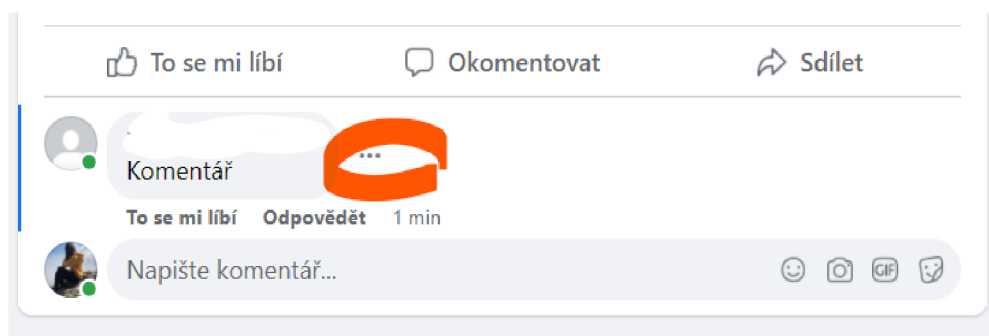 To se mi líbí Okomentovat Sdílet
Komentář
To se mi líbí Odpovědět 1 min
Napište komentář... GIF